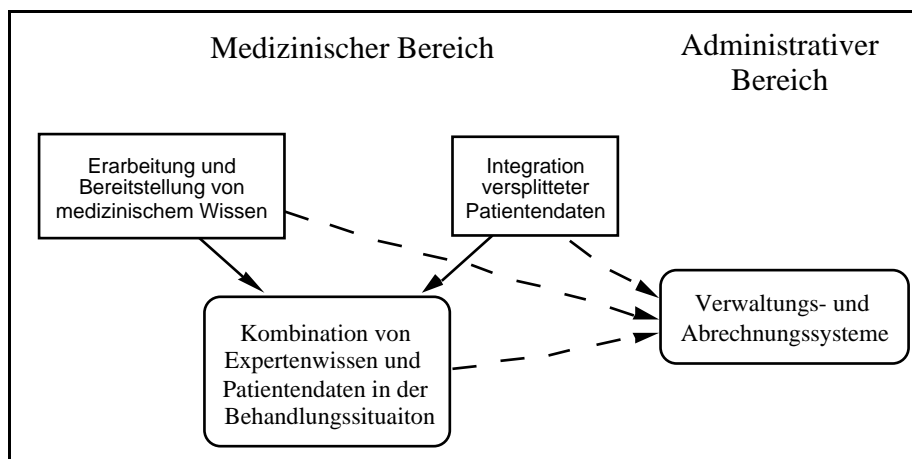 Medizinischer Bereich
Administrativer
Bereich
Erarbeitung und
Bereitstellung von
medizinischem Wissen
Integration
versplitteter
Patientendaten
Verwaltungs- und
Abrechnungssysteme
Kombination von
Expertenwissen und
Patientendaten in der
Behandlungssituaiton